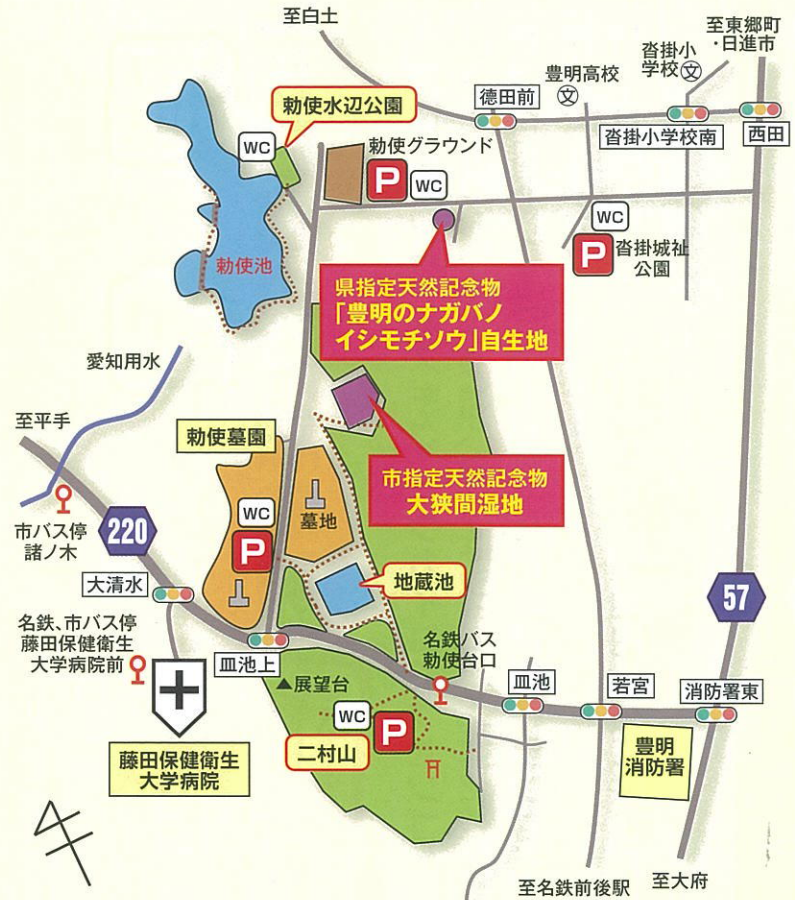 至白土
至東郷町
・日進市
沓掛小
学校
文
豊明高校
文
徳田前
勅使水辺公園
WC
勅使グラウンド
P
WC
沓掛小学校南
西田
WC
P
沓掛城祉
公園
勅使池
県指定天然記念物
「豊明のナガバノ
イシモチソウ」自生地
愛知用水
至平手
勅使墓園
市指定天然記念物
大狭間湿地
WC
P
墓地
市バス停
諸ノ木
220
大清水
地蔵池
57
名鉄、市バス停
藤田保健衛生
大学病院前
皿池上
名鉄バス
勅使台口
▲展望台
皿池
若宮
消防署東
WC
P
二村山
藤田保健衛生
大学病院
豊明
消防署
至名鉄前後駅
至大府